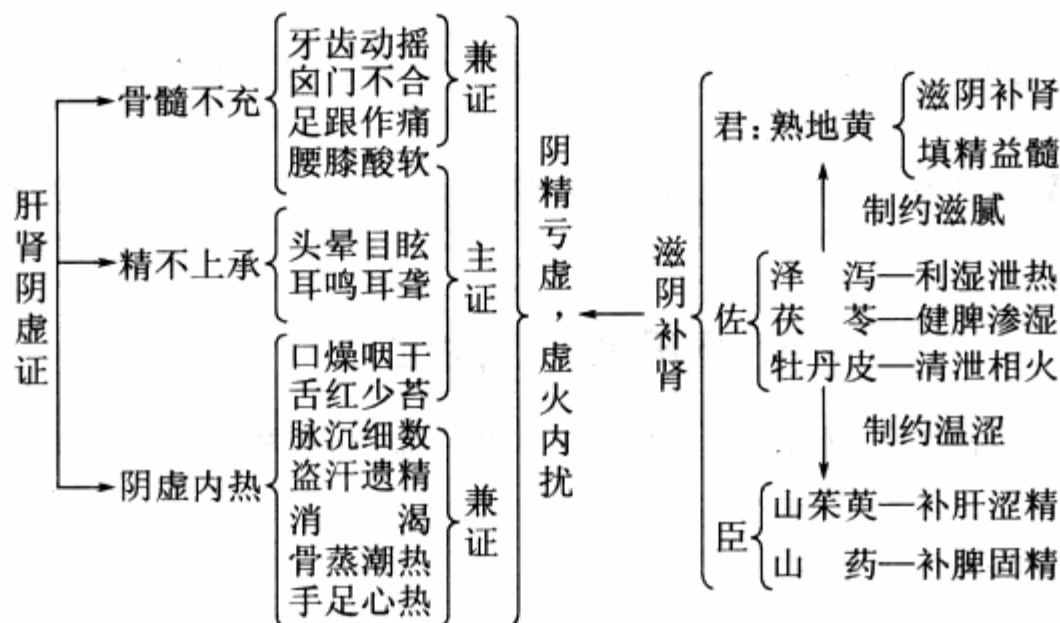 肝肾阴虚证
骨髓不充
牙齿动摇
囟门不合
足跟作痛
腰膝酸软
精不上承
头晕目眩
耳鸣耳聋
阴虚内热
口燥咽干
舌红少苔
脉沉细数
盗汗遗精
消 渴
骨蒸潮热
手足心热
兼证
主证
兼证
阴精亏虚，虚火内扰
滋阴补肾
君：熟地黄
滋阴补肾
填精益髓
制约滋腻
佐
泽 泻—利湿泄热
茯 苓—健脾渗湿
牡丹皮—清泄相火
制约温涩
臣
山茱萸—补肝涩精
山 药—补脾固精